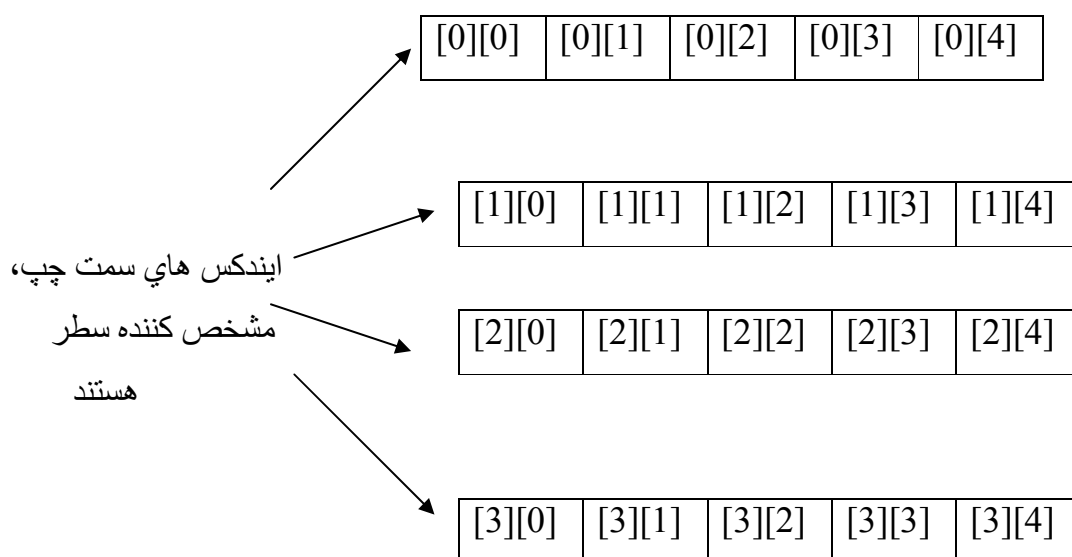 [0][0] [0][1] [0][2] [0][3] [0][4]
[1][0] [1][1] [1][2] [1][3] [1][4]
ايندكس هاي سمت چپ،
مشخص كننده سطر
هستند
[2][0] [2][1] [2][2] [2][3] [2][4]
[3][0] [3][1] [3][2] [3][3] [3][4]